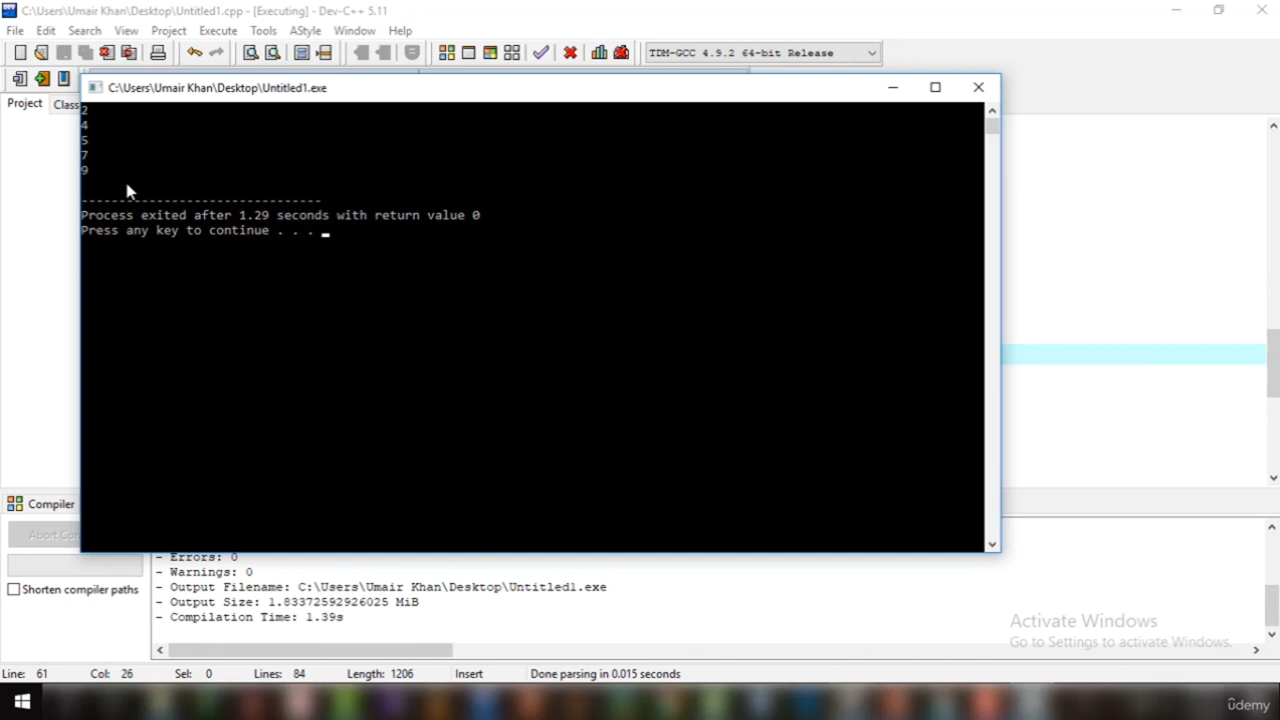 C:\Users\Umair Khan\Desktop\Untitled1.cpp - [Executing] - Dev-C++ 5.11
File Edit Search View Project Execute Tools AStyle Window Help
TDM-GCC 4.9.2 64-bit Release
C:\Users\Umair Khan\Desktop\Untitled1.exe
Project Class
2
4
5
7
9
--------------------------------
Process exited after 1.29 seconds with return value 0
Press any key to continue . . .
Compiler
Abort Con
- Errors: 0
- Warnings: 0
- Output Filename: C:\Users\Umair Khan\Desktop\Untitled1.exe
Shorten compiler paths
- Output Size: 1.83372592926025 MiB
- Compilation Time: 1.39s
Activate Windows
Go to Settings to activate Windows.
Line: 61 Col: 26 Sel: 0 Lines: 84 Length: 1206 Insert Done parsing in 0.015 seconds
ûdemy